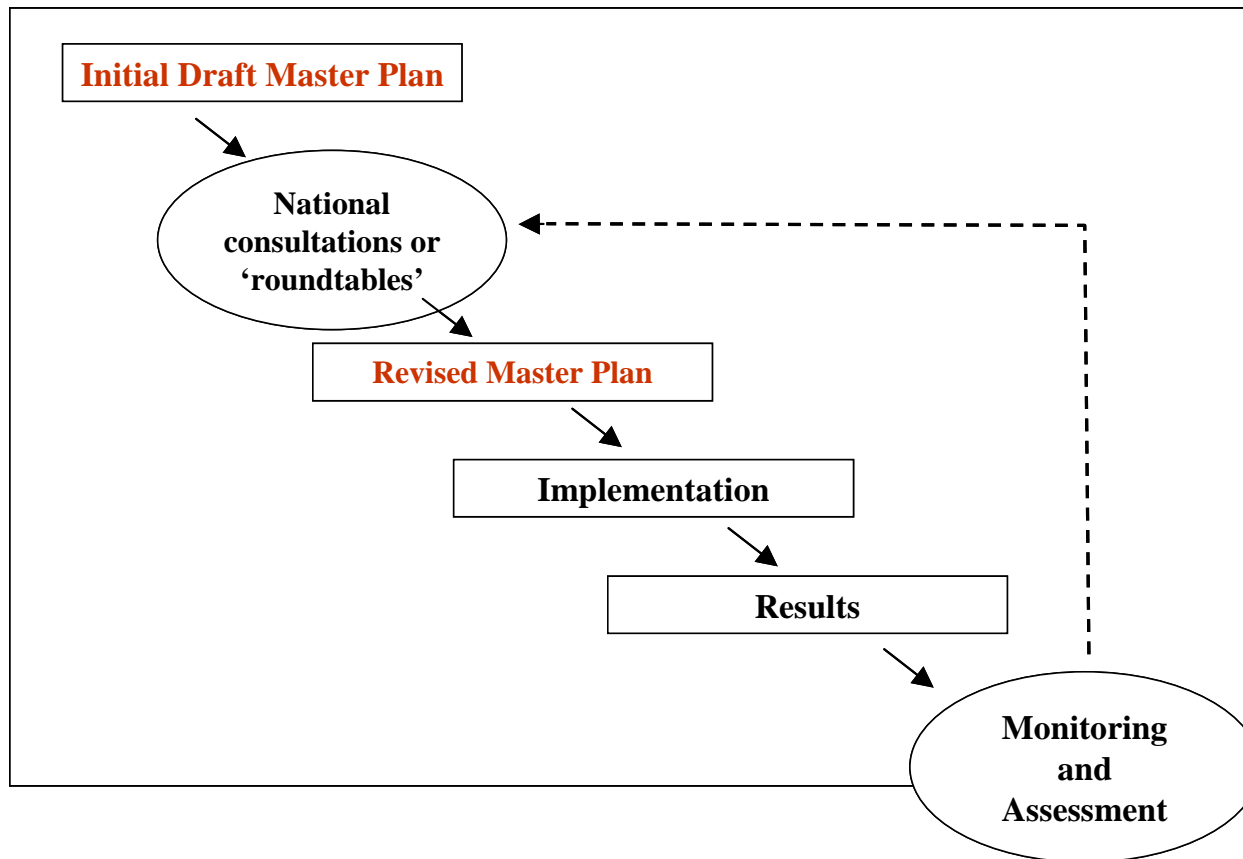 Initial Draft Master Plan
National
consultations or
‘roundtables’
Revised Master Plan
Implementation
Results
Monitoring
and
Assessment